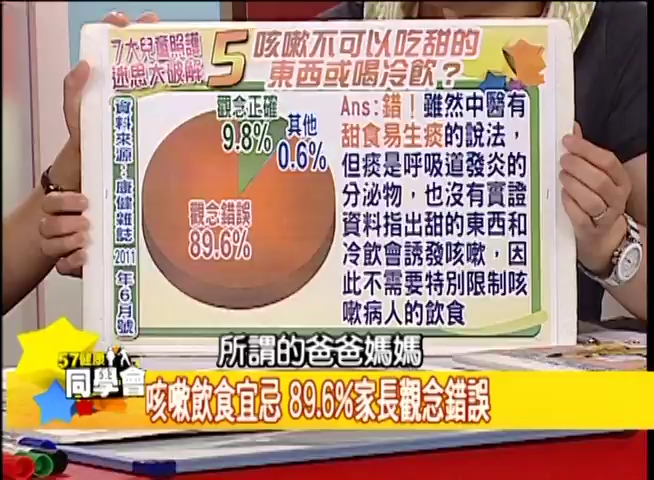 7大兒童照護
迷思大破解
5
咳嗽不可以吃甜的
東西或喝冷飲？
資料來源：康健雜誌2011年6月號
觀念正確
9.8%
其他
0.6%
觀念錯誤
89.6%
Ans:錯！雖然中醫有
甜食易生痰的說法，
但痰是呼吸道發炎的
分泌物，也沒有實證
資料指出甜的東西和
冷飲會誘發咳嗽，因
此不需要特別限制咳
嗽病人的飲食
所謂的爸爸媽媽
57健康
同學會
咳嗽飲食宜忌 89.6%家長觀念錯誤